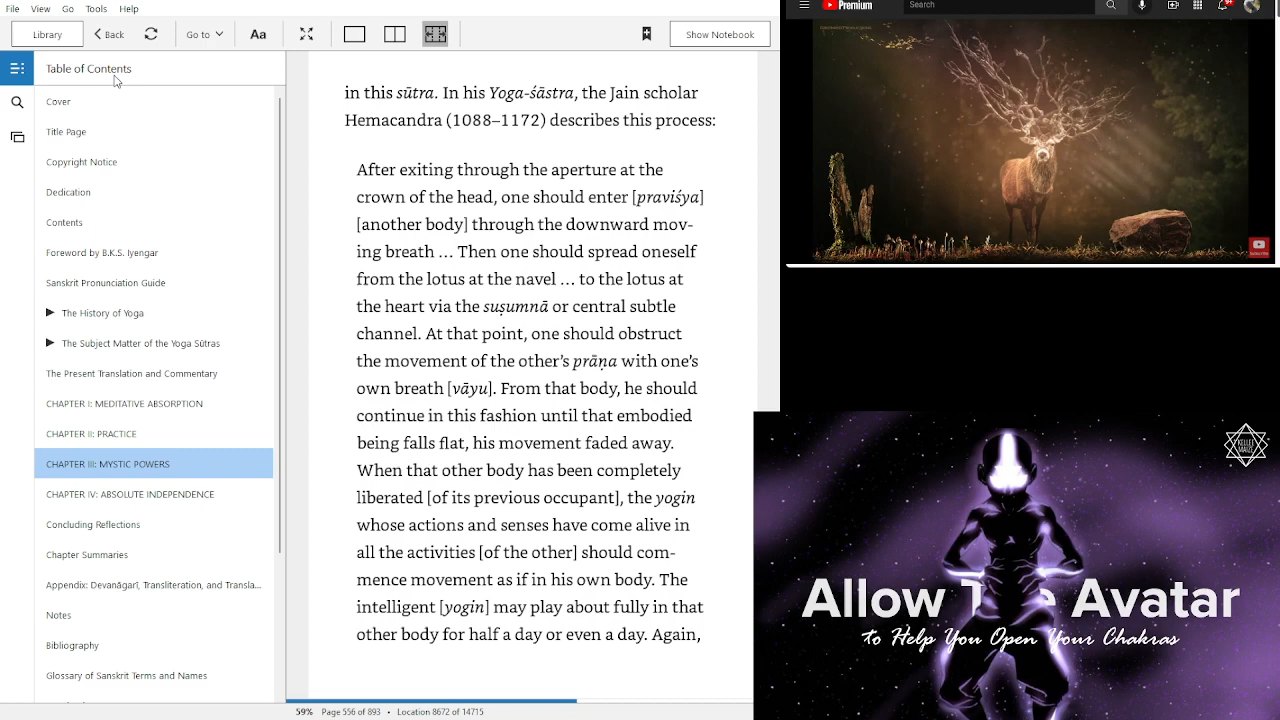 File View Go Tools Help
Library Back Go to Aa Show Notebook
Table of Contents
Cover
Title Page
Copyright Notice
Dedication
Contents
Foreword by B.K.S. Iyengar
Sanskrit Pronunciation Guide
The History of Yoga
The Subject Matter of the Yoga Sūtras
The Present Translation and Commentary
CHAPTER I: MEDITATIVE ABSORPTION
CHAPTER II: PRACTICE
CHAPTER III: MYSTIC POWERS
CHAPTER IV: ABSOLUTE INDEPENDENCE
Concluding Reflections
Chapter Summaries
Appendix: Devanāgarī, Transliteration, and Transla...
Notes
Bibliography
Glossary of Sanskrit Terms and Names
in this sūtra. In his Yoga-śāstra, the Jain scholar
Hemacandra (1088–1172) describes this process:
After exiting through the aperture at the
crown of the head, one should enter [praviśya]
[another body] through the downward mov-
ing breath ... Then one should spread oneself
from the lotus at the navel ... to the lotus at
the heart via the suṣumnā or central subtle
channel. At that point, one should obstruct
the movement of the other’s prāṇa with one’s
own breath [vāyu]. From that body, he should
continue in this fashion until that embodied
being falls flat, his movement faded away.
When that other body has been completely
liberated [of its previous occupant], the yogin
whose actions and senses have come alive in
all the activities [of the other] should com-
mence movement as if in his own body. The
intelligent [yogin] may play about fully in that
other body for half a day or even a day. Again,
59% Page 556 of 893 • Location 8672 of 14715
Premium Search 9+
Subscribe
Allow The Avatar
to Help You Open Your Chakras